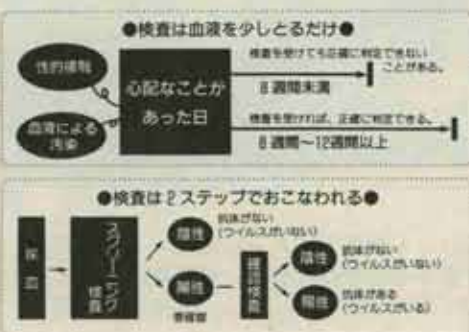 ●検査は血液を少しとるだけ●
性的接触
血液による
汚染
心配なことが
あった日
検査を受けても正確に判定できない
ことがある。
8週間未満
検査を受ければ、正確に判定できる。
8週間～12週間以上
●検査は2ステップでおこなわれる●
採血
スクリーニング
検査
陰性
抗体がない
(ウイルスがいない)
陽性
要確認
確認検査
陰性
抗体がない
(ウイルスがいない)
陽性
抗体がある
(ウイルスがいる)